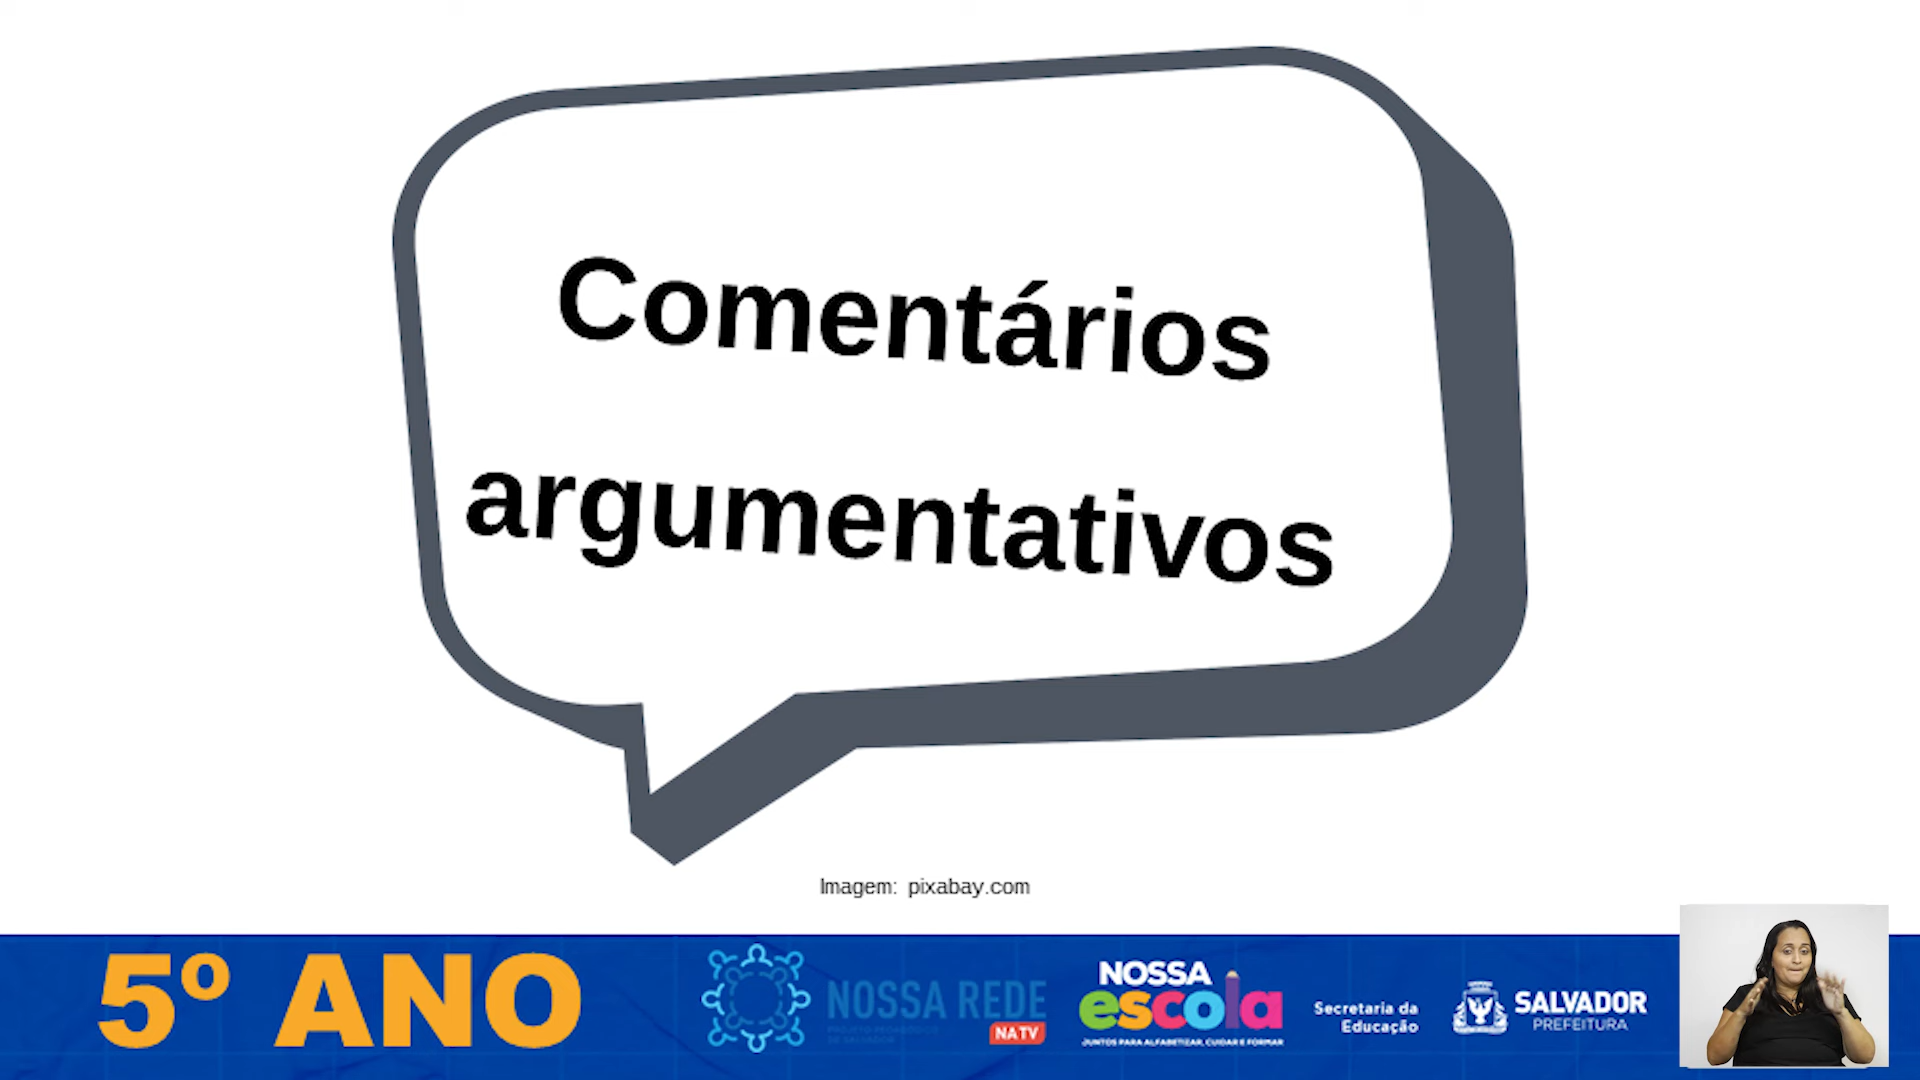 Comentários
argumentativos
Imagem: pixabay.com
5º ANO
NOSSA REDE
NA TV
NOSSA
escola
JUNTOS PARA ALFABETIZAR, CUIDAR E FORMAR
Secretaria da
Educação
SALVADOR
PREFEITURA